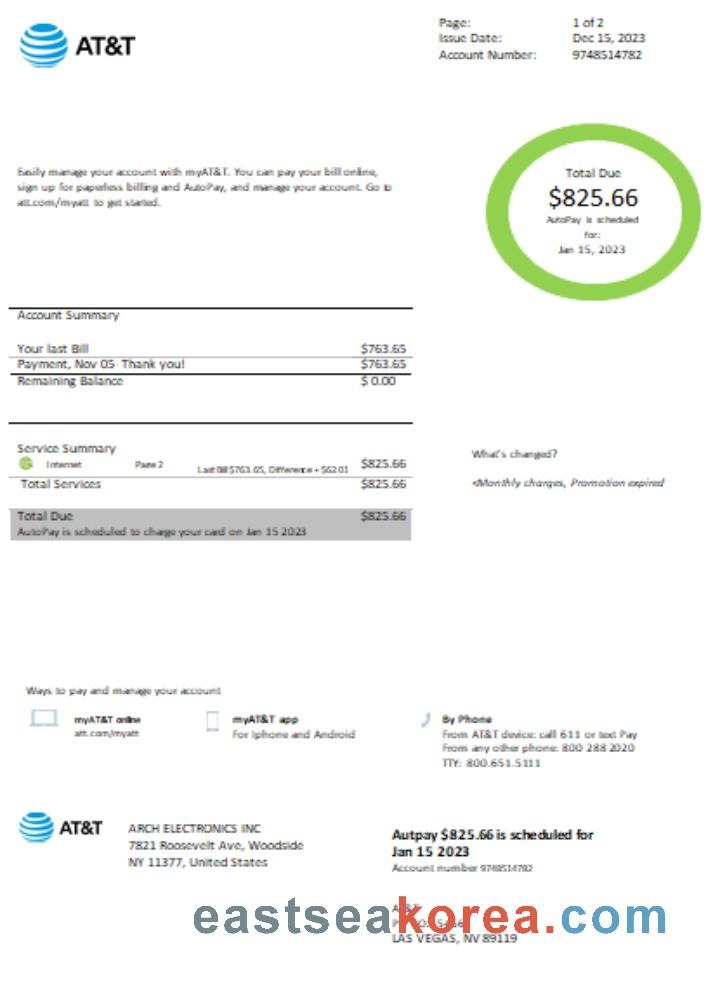 AT&T
Page: 1 of 2
Issue Date: Dec 15, 2023
Account Number: 9748514782
Easily manage your account with myAT&T. You can pay your bill online,
sign up for paperless billing and AutoPay, and manage your account. Go to
att.com/myatt to get started.
Total Due
$825.66
AutoPay is scheduled
for:
Jan 15, 2023
Account Summary
Your last Bill $763.65
Payment, Nov 05- Thank you! $763.65
Remaining Balance $ 0.00
Service Summary
Internet Page 2 Last Bill $763.65, Difference + $62.01 $825.66
Total Services $825.66
What's changed?
•Monthly charges, Promotion expired
Total Due $825.66
AutoPay is scheduled to charge your card on Jan 15 2023
Ways to pay and manage your account
myAT&T online
att.com/myatt
myAT&T app
For Iphone and Android
By Phone
From AT&T device: call 611 or text Pay
From any other phone: 800 288 2020
TTY: 800.651.5111
AT&T
ARCH ELECTRONICS INC
7821 Roosevelt Ave, Woodside
NY 11377, United States
Autpay $825.66 is scheduled for
Jan 15 2023
Account number 9748514782
AT&T
eastseakorea.com
LAS VEGAS, NV 89119